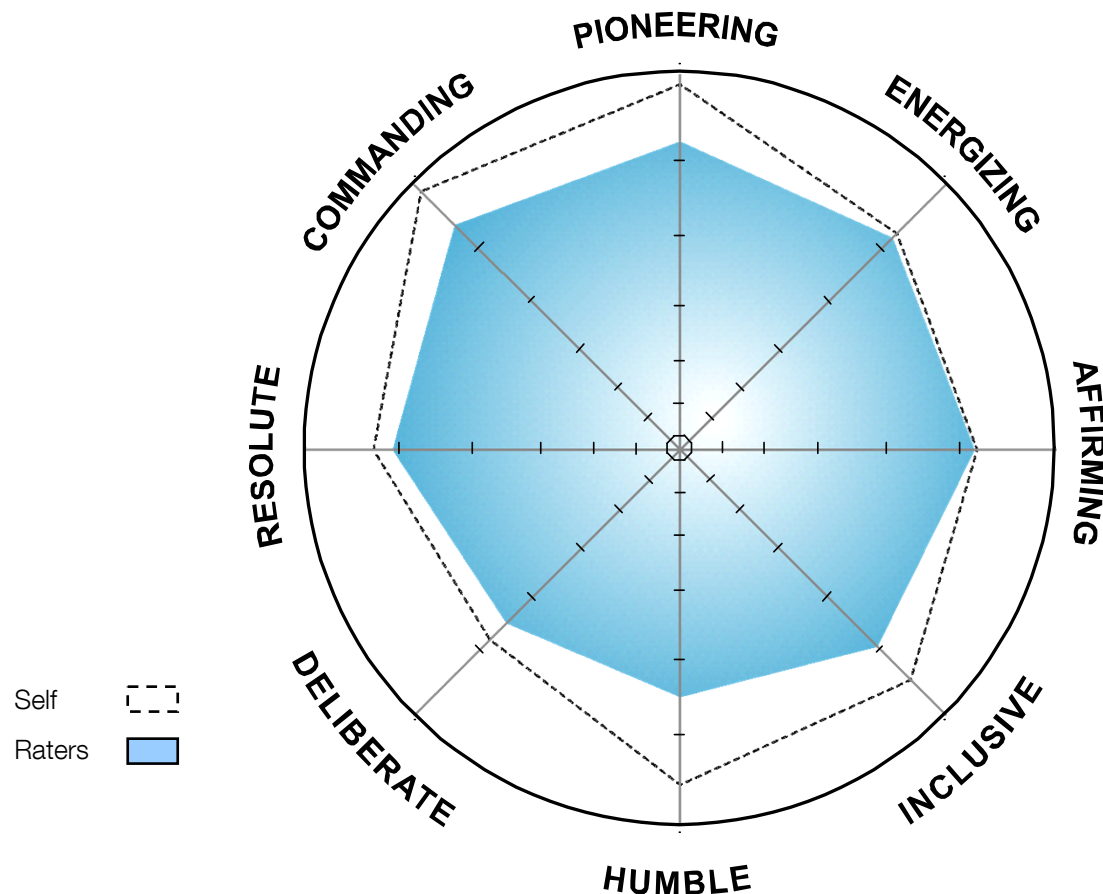 PIONEERING
ENERGIZING
AFFIRMING
INCLUSIVE
HUMBLE
DELIBERATE
RESOLUTE
COMMANDING
Self
Raters